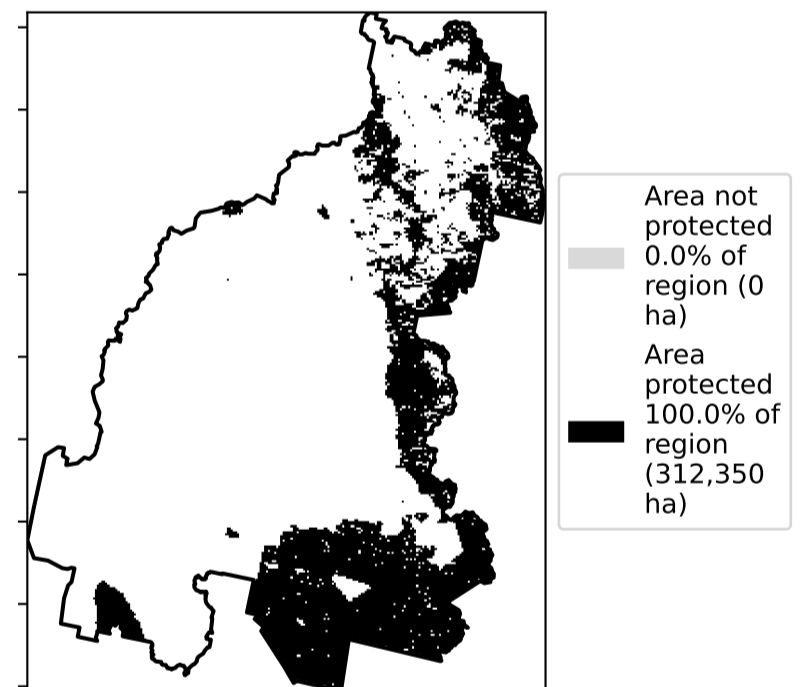 Area not
protected
0.0% of
region (0
ha)
Area
protected
100.0% of
region
(312,350
ha)